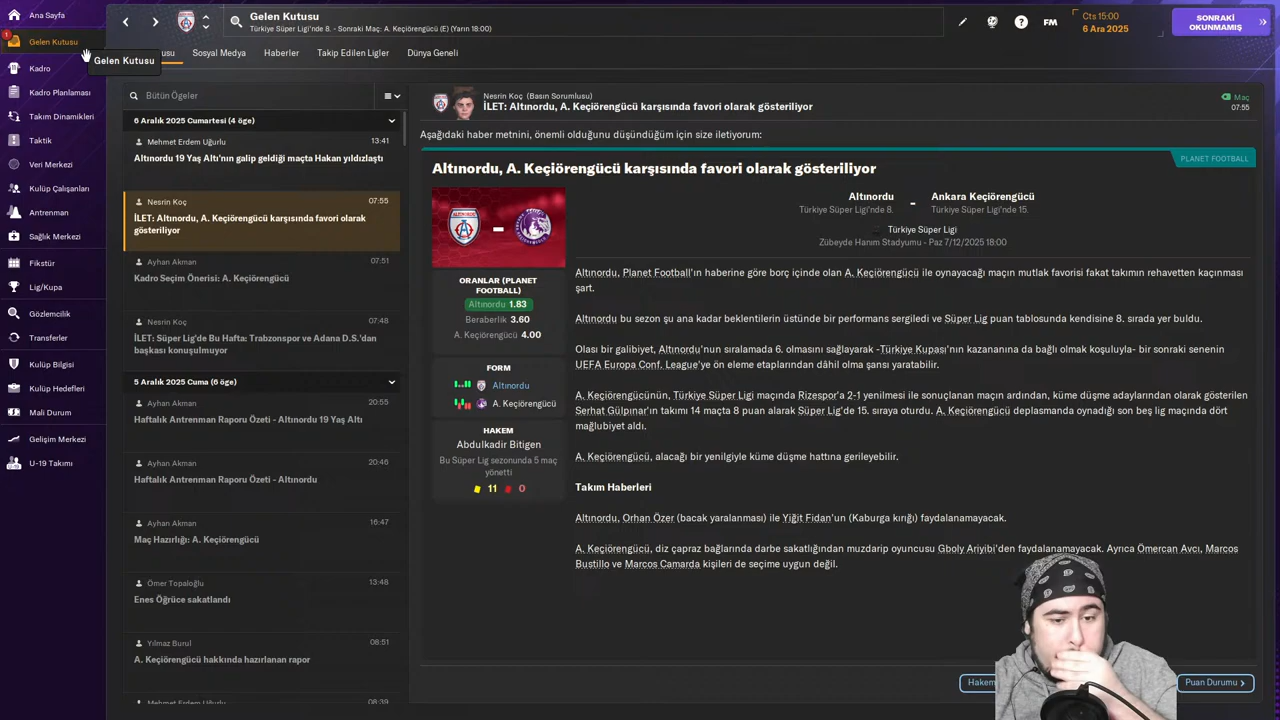 Ana Sayfa
1
Gelen Kutusu
Kadro
Kadro Planlaması
Takım Dinamikleri
Taktik
Veri Merkezi
Kulüp Çalışanları
Antrenman
Sağlık Merkezi
Fikstür
Lig/Kupa
Gözlemcilik
Transferler
Kulüp Bilgisi
Kulüp Hedefleri
Mali Durum
Gelişim Merkezi
U-19 Takımı
Gelen Kutusu
Gelen Kutusu
Türkiye Süper Ligi'nde 8. - Sonraki Maç: A. Keçiörengücü (E) (Yarın 18:00)
FM
Cts 15:00
6 Ara 2025
SONRAKİ
OKUNMAMIŞ
Sosyal Medya
Haberler
Takip Edilen Ligler
Dünya Geneli
Bütün Ögeler
6 Aralık 2025 Cumartesi (4 öge)
Mehmet Erdem Uğurlu 13:41
Altınordu 19 Yaş Altı'nın galip geldiği maçta Hakan yıldızlaştı
Nesrin Koç 07:55
İLET: Altınordu, A. Keçiörengücü karşısında favori olarak
gösteriliyor
Ayhan Akman 07:51
Kadro Seçim Önerisi: A. Keçiörengücü
Nesrin Koç 07:48
İLET: Süper Lig'de Bu Hafta: Trabzonspor ve Adana D.S.'dan
başkası konuşulmuyor
5 Aralık 2025 Cuma (6 öge)
Ayhan Akman 20:55
Haftalık Antrenman Raporu Özeti - Altınordu 19 Yaş Altı
Ayhan Akman 20:46
Haftalık Antrenman Raporu Özeti - Altınordu
Ayhan Akman 16:47
Maç Hazırlığı: A. Keçiörengücü
Ömer Topaloğlu 13:48
Enes Öğrüce sakatlandı
Yılmaz Burul 08:51
A. Keçiörengücü hakkında hazırlanan rapor
Mehmet Erdem Uğurlu 08:39
Nesrin Koç (Basın Sorumlusu)
İLET: Altınordu, A. Keçiörengücü karşısında favori olarak gösteriliyor
Maç
07:55
Aşağıdaki haber metnini, önemli olduğunu düşündüğüm için size iletiyorum:
PLANET FOOTBALL
Altınordu, A. Keçiörengücü karşısında favori olarak gösteriliyor
Altınordu - Ankara Keçiörengücü
Türkiye Süper Ligi'nde 8. Türkiye Süper Ligi'nde 15.
Türkiye Süper Ligi
Zübeyde Hanım Stadyumu - Paz 7/12/2025 18:00
ORANLAR (PLANET
FOOTBALL)
Altınordu 1.83
Beraberlik 3.60
A. Keçiörengücü 4.00
FORM
Altınordu
A. Keçiörengücü
HAKEM
Abdulkadir Bitigen
Bu Süper Lig sezonunda 5 maç
yönetti
11 0
Altınordu, Planet Football'ın haberine göre borç içinde olan A. Keçiörengücü ile oynayacağı maçın mutlak favorisi fakat takımın rehavetten kaçınması
şart.
Altınordu bu sezon şu ana kadar beklentilerin üstünde bir performans sergiledi ve Süper Lig puan tablosunda kendisine 8. sırada yer buldu.
Olası bir galibiyet, Altınordu'nun sıralamada 6. olmasını sağlayarak -Türkiye Kupası'nın kazananına da bağlı olmak koşuluyla- bir sonraki senenin
UEFA Europa Conf. League'ye ön eleme etaplarından dâhil olma şansı yaratabilir.
A. Keçiörengücünün, Türkiye Süper Ligi maçında Rizespor'a 2-1 yenilmesi ile sonuçlanan maçın ardından, küme düşme adaylarından olarak gösterilen
Serhat Gülpınar'ın takımı 14 maçta 8 puan alarak Süper Lig'de 15. sıraya oturdu. A. Keçiörengücü deplasmanda oynadığı son beş lig maçında dört
mağlubiyet aldı.
A. Keçiörengücü, alacağı bir yenilgiyle küme düşme hattına gerileyebilir.
Takım Haberleri
Altınordu, Orhan Özer (bacak yaralanması) ile Yiğit Fidan'un (Kaburga kırığı) faydalanamayacak.
A. Keçiörengücü, diz çapraz bağlarında darbe sakatlığından muzdarip oyuncusu Gboly Ariyibi'den faydalanamayacak. Ayrıca Ömercan Avcı, Marcos
Bustillo ve Marcos Camarda kişileri de seçime uygun değil.
Hakem
Puan Durumu